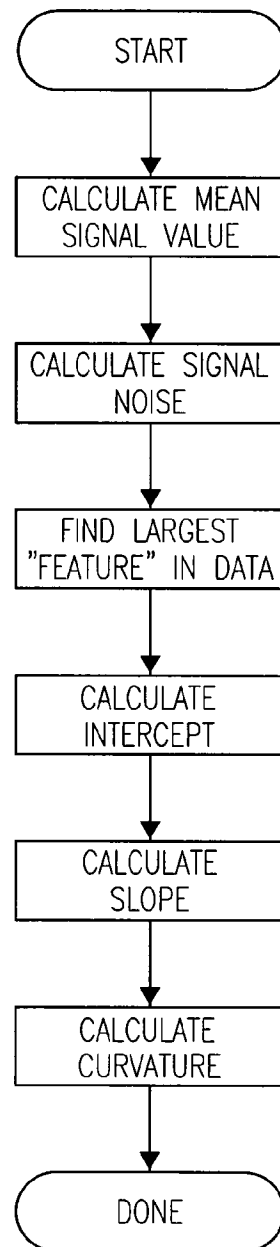 START
CALCULATE MEAN
SIGNAL VALUE
CALCULATE SIGNAL
NOISE
FIND LARGEST
"FEATURE" IN DATA
CALCULATE
INTERCEPT
CALCULATE
SLOPE
CALCULATE
CURVATURE
DONE